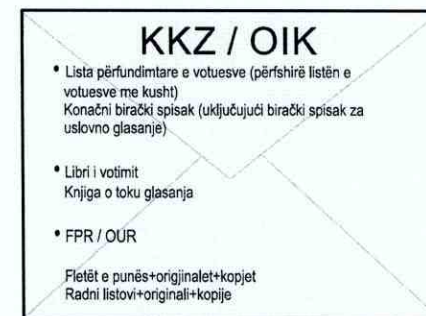 KKZ / OIK
• Lista përfundimtare e votuesve (përfshirë listën e
votuesve me kusht)
Konačni birački spisak (uključujući birački spisak za
uslovno glasanje)
• Libri i votimit
Knjiga o toku glasanja
• FPR / OUR
Fletët e punës+origjinalet+kopjet
Radni listovi+originali+kopije